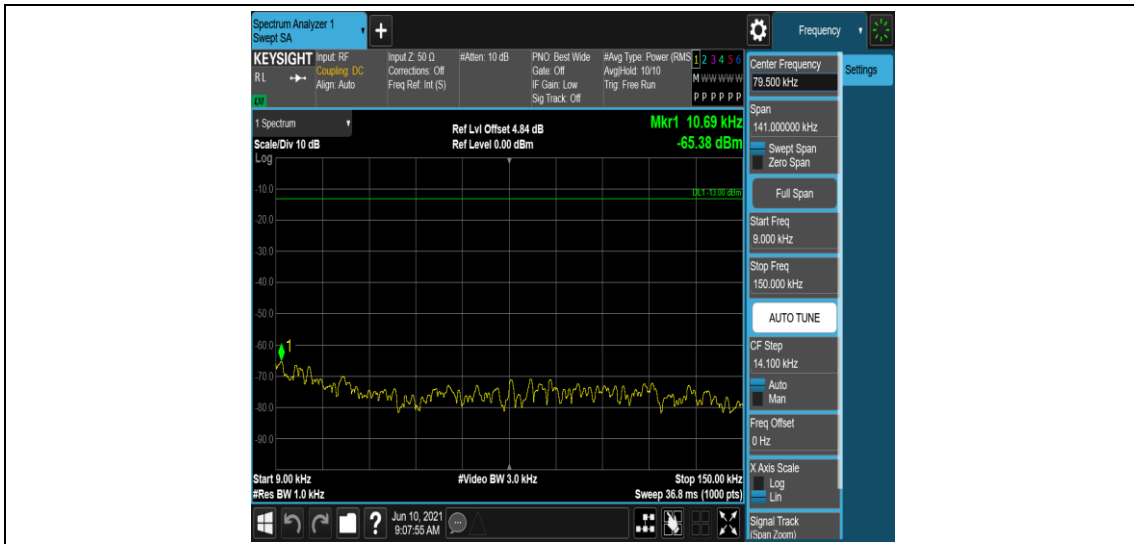 Spectrum Analyzer 1
Swept SA
+
Frequency
KEYSIGHT
RL
LXI
Input: RF
Coupling: DC
Align: Auto
Input Z: 50 Ω
Corrections: Off
Freq Ref: Int (S)
#Atten: 10 dB
PNO: Best Wide
Gate: Off
IF Gain: Low
Sig Track: Off
#Avg Type: Power (RMS
Avg|Hold: 10/10
Trig: Free Run
1 2 3 4 5 6
M W W W W W
P P P P P P
Center Frequency
79.500 kHz
Settings
Span
141.000000 kHz
Swept Span
Zero Span
Full Span
Start Freq
9.000 kHz
Stop Freq
150.000 kHz
AUTO TUNE
CF Step
14.100 kHz
Auto
Man
Freq Offset
0 Hz
X Axis Scale
Log
Lin
Signal Track
(Span Zoom)
1 Spectrum
Scale/Div 10 dB
Log
Ref Lvl Offset 4.84 dB
Ref Level 0.00 dBm
Mkr1 10.69 kHz
-65.38 dBm
DL1 -13.00 dBm
-10.0
-20.0
-30.0
-40.0
-50.0
-60.0
1
-70.0
-80.0
-90.0
Start 9.00 kHz
#Res BW 1.0 kHz
#Video BW 3.0 kHz
Stop 150.00 kHz
Sweep 36.8 ms (1000 pts)
?
Jun 10, 2021
9:07:55 AM